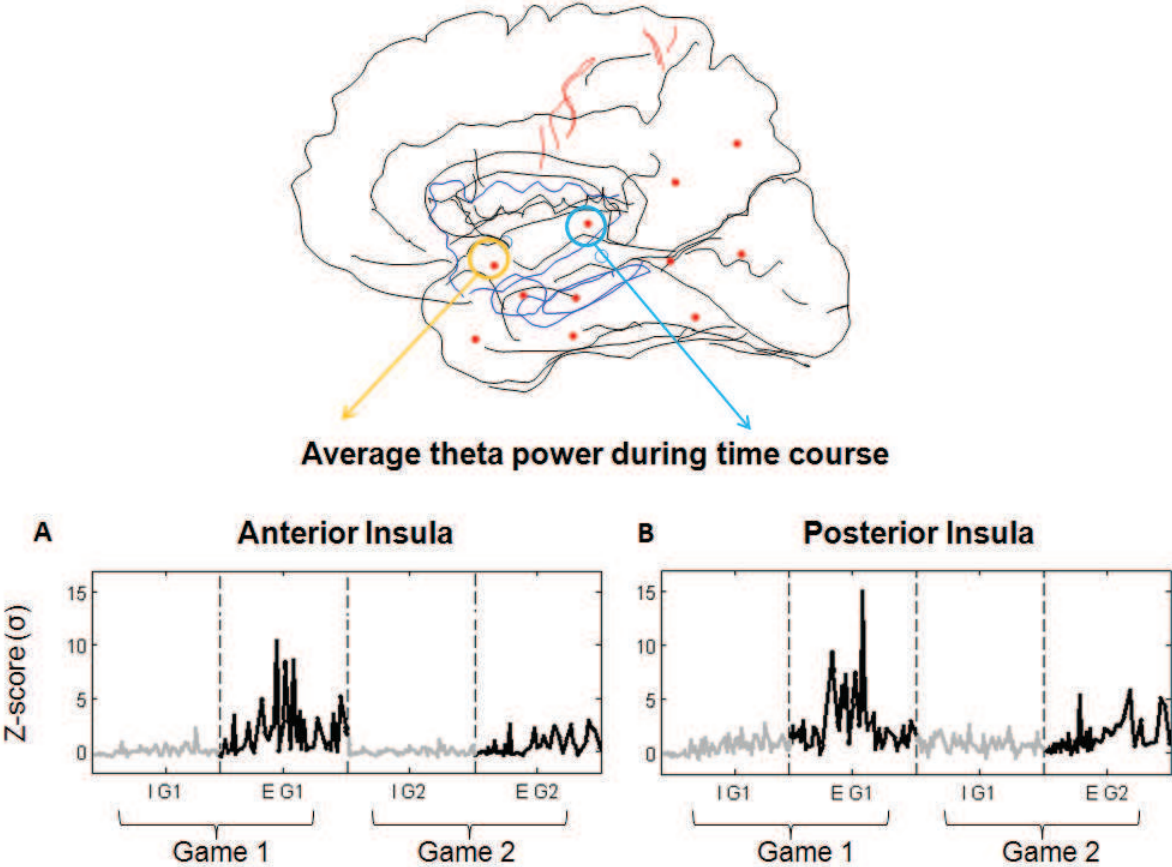 Average theta power during time course
A Anterior Insula
B Posterior Insula
Z-score (σ)
15
10
5
0
I G1 E G1 I G2 E G2
Game 1 Game 2
15
10
5
0
I G1 E G1 I G1 E G2
Game 1 Game 2